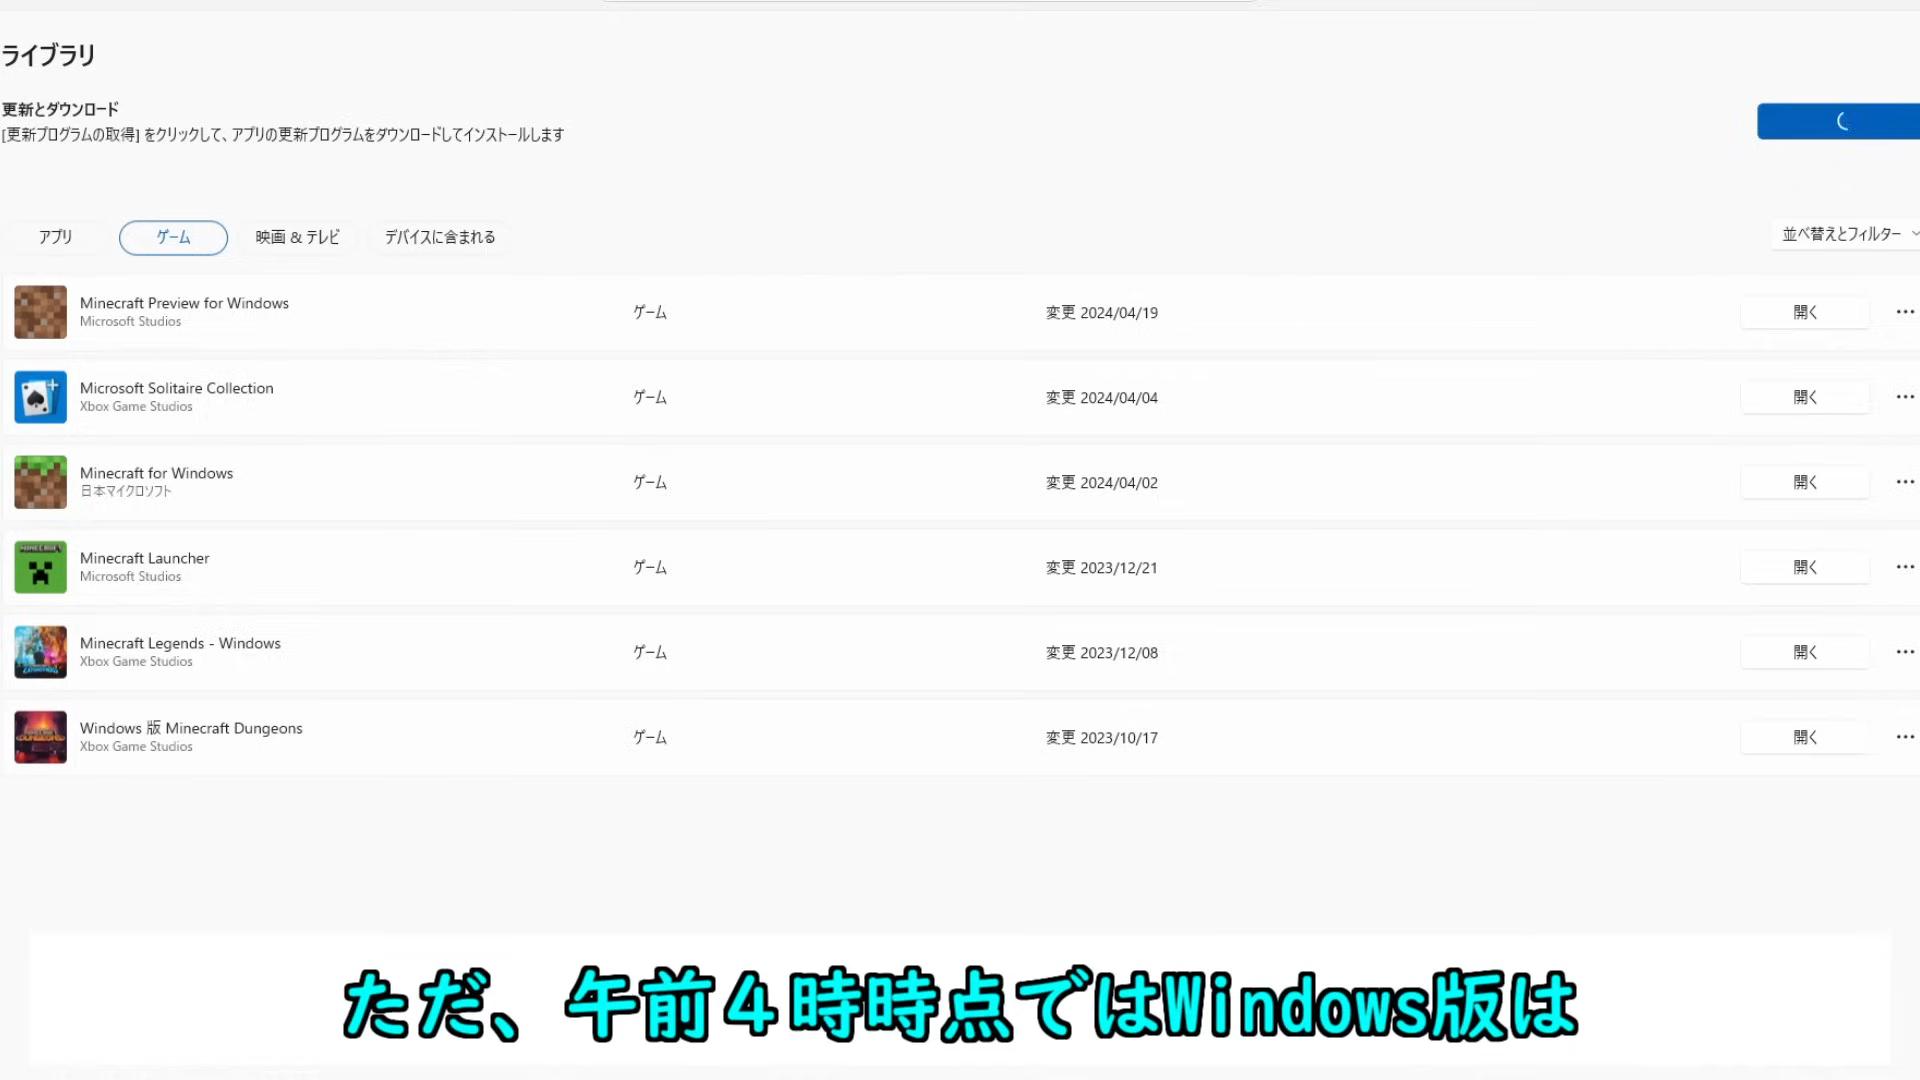 ライブラリ
更新とダウンロード
[更新プログラムの取得] をクリックして、アプリの更新プログラムをダウンロードしてインストールします
アプリ
ゲーム
映画 & テレビ
デバイスに含まれる
並べ替えとフィルター
Minecraft Preview for Windows
Microsoft Studios
ゲーム
変更 2024/04/19
開く
Microsoft Solitaire Collection
Xbox Game Studios
ゲーム
変更 2024/04/04
開く
Minecraft for Windows
日本マイクロソフト
ゲーム
変更 2024/04/02
開く
Minecraft Launcher
Microsoft Studios
ゲーム
変更 2023/12/21
開く
Minecraft Legends - Windows
Xbox Game Studios
ゲーム
変更 2023/12/08
開く
Windows 版 Minecraft Dungeons
Xbox Game Studios
ゲーム
変更 2023/10/17
開く
ただ、午前４時時点ではWindows版は